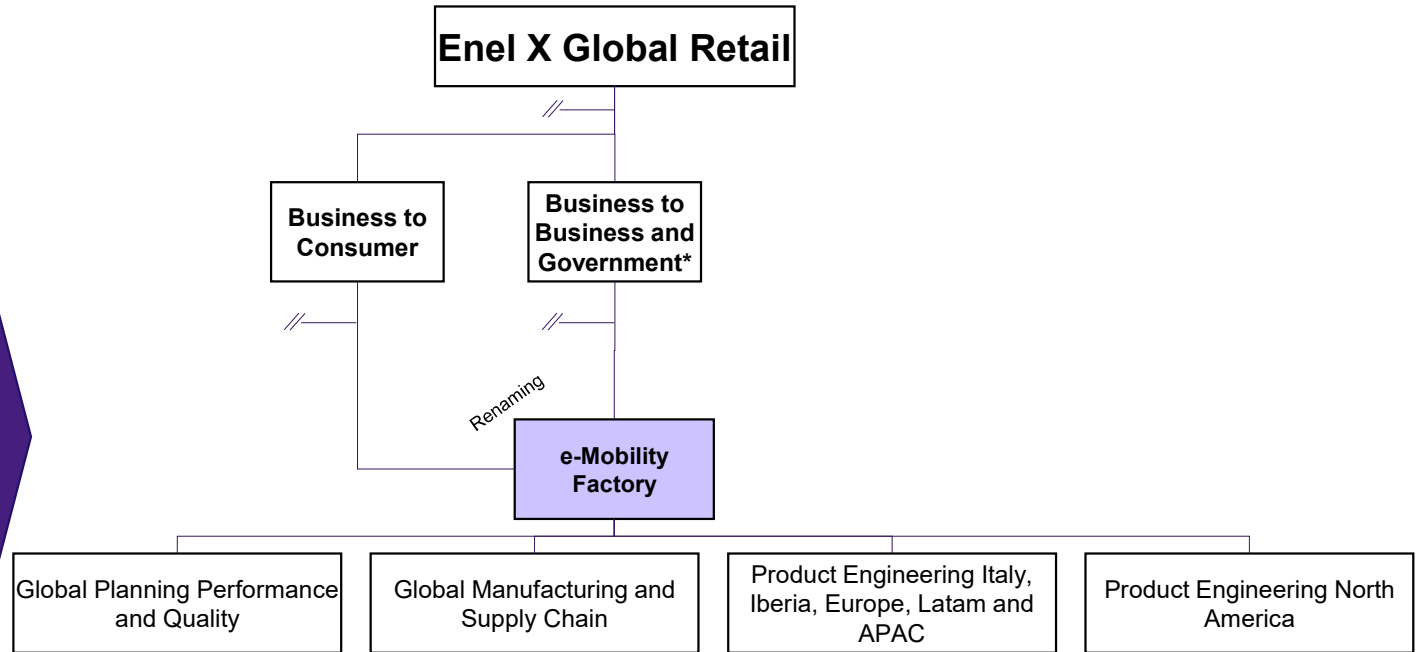 Enel X Global Retail
Business to
Consumer
Business to
Business and
Government*
Renaming
e-Mobility
Factory
Global Planning Performance
and Quality
Global Manufacturing and
Supply Chain
Product Engineering Italy,
Iberia, Europe, Latam and
APAC
Product Engineering North
America